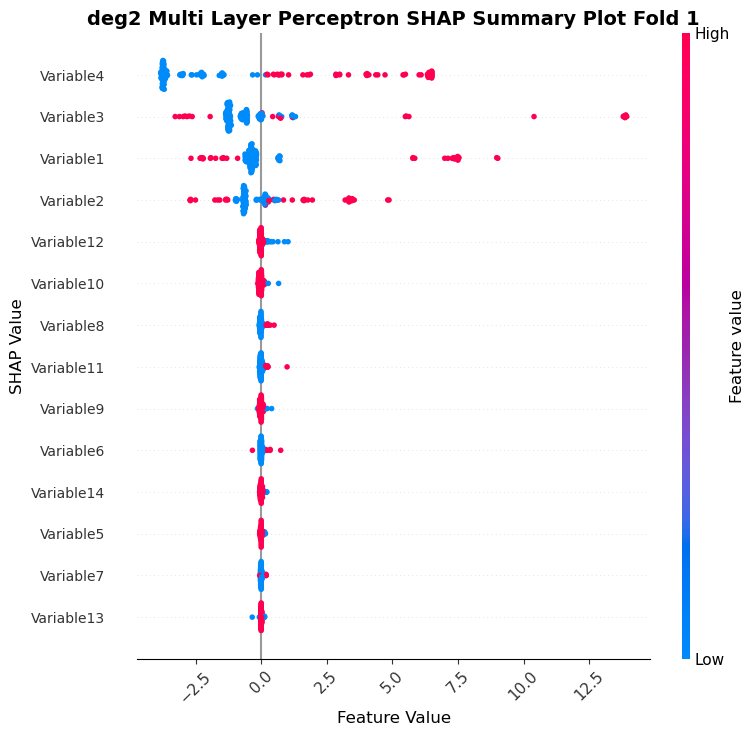 deg2 Multi Layer Perceptron SHAP Summary Plot Fold 1
High
Variable4
Variable3
Variable1
Variable2
Variable12
Variable10
Variable8
Variable11
Variable9
Variable6
Variable14
Variable5
Variable7
Variable13
SHAP Value
Feature value
Low
−2.5 0.0 2.5 5.0 7.5 10.0 12.5
Feature Value